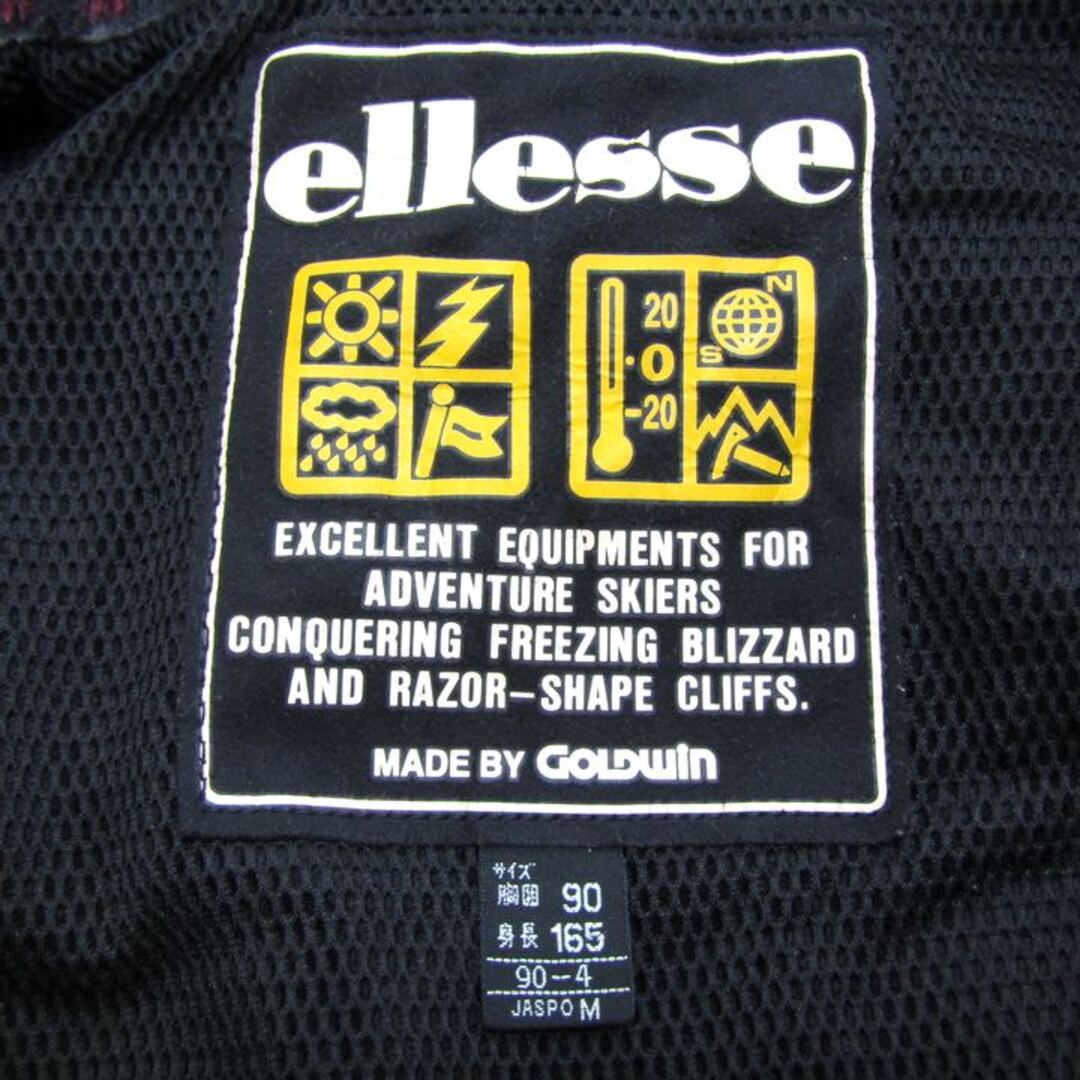 ellesse
20
N
S
·0
-20
EXCELLENT EQUIPMENTS FOR
ADVENTURE SKIERS
CONQUERING FREEZING BLIZZARD
AND RAZOR-SHAPE CLIFFS.
MADE BY GOLDWIN
サイズ
胸囲 90
身長 165
90-4
JASPO M